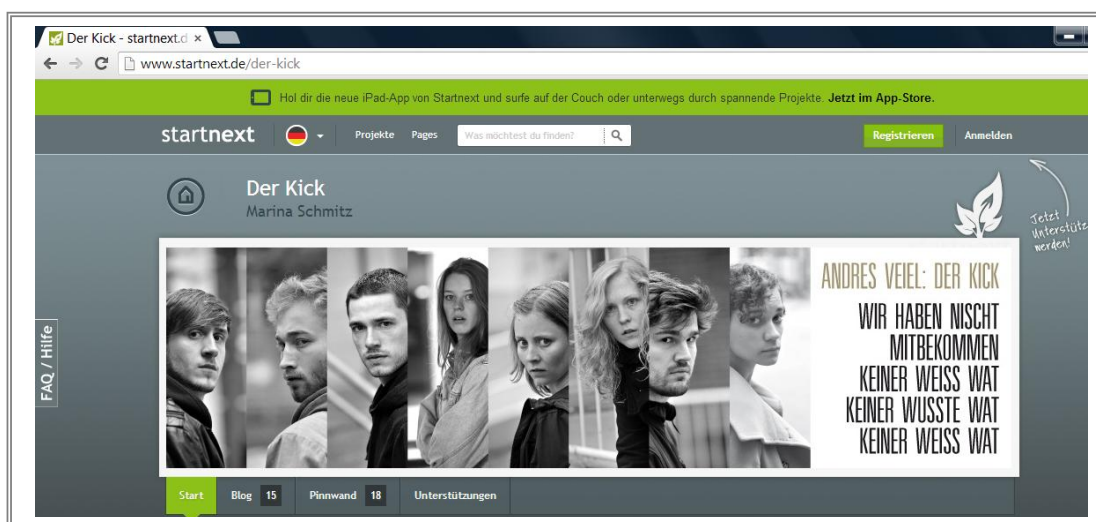 Der Kick - startnext.d
www.startnext.de/der-kick
Hol dir die neue iPad-App von Startnext und surfe auf der Couch oder unterwegs durch spannende Projekte. Jetzt im App-Store.
startnext Projekte Pages Was möchtest du finden? Registrieren Anmelden
Der Kick
Marina Schmitz
Jetzt
Unterstütz
werden!
ANDRES VEIEL: DER KICK
WIR HABEN NISCHT
MITBEKOMMEN
KEINER WEISS WAT
KEINER WUSSTE WAT
KEINER WEISS WAT
FAQ / Hilfe
Start Blog 15 Pinnwand 18 Unterstützungen